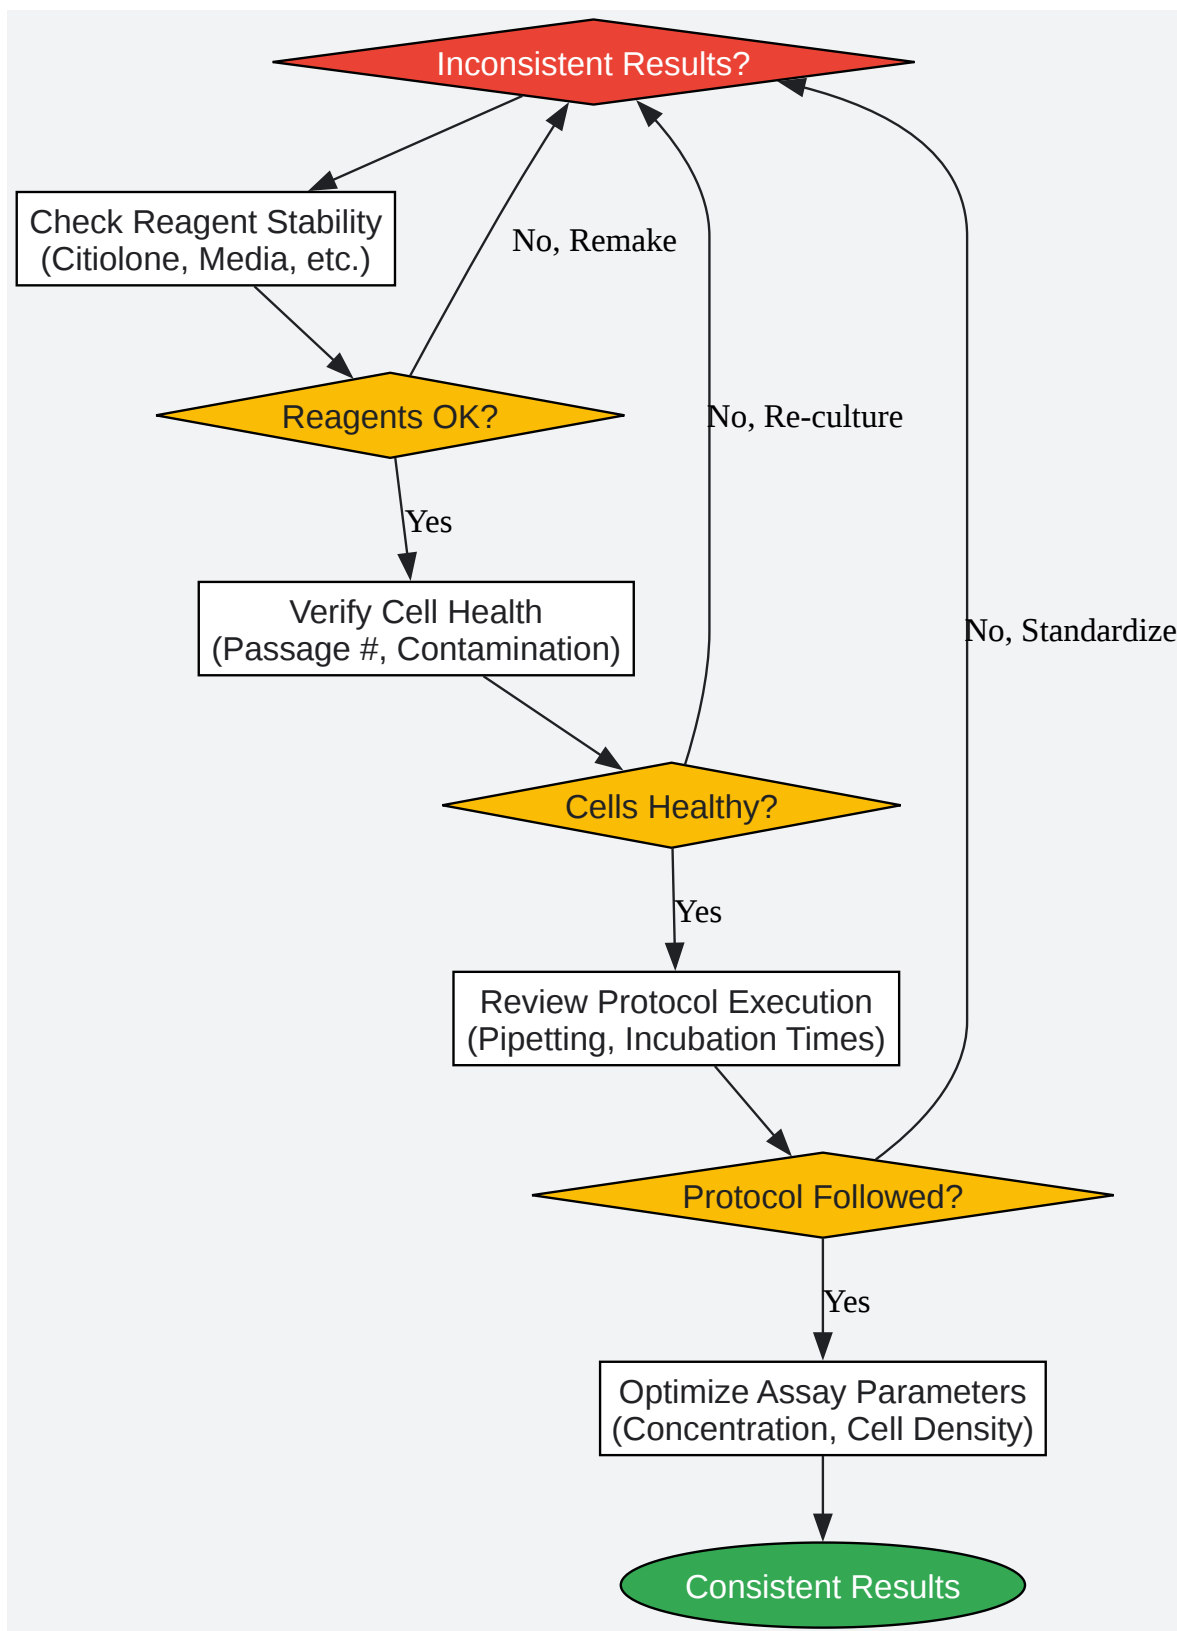 Inconsistent Results?
Check Reagent Stability
(Citiolone, Media, etc.)
No, Remake
Reagents OK?
No, Re-culture
Yes
Verify Cell Health
(Passage #, Contamination)
No, Standardize
Cells Healthy?
Yes
Review Protocol Execution
(Pipetting, Incubation Times)
Protocol Followed?
Yes
Optimize Assay Parameters
(Concentration, Cell Density)
Consistent Results